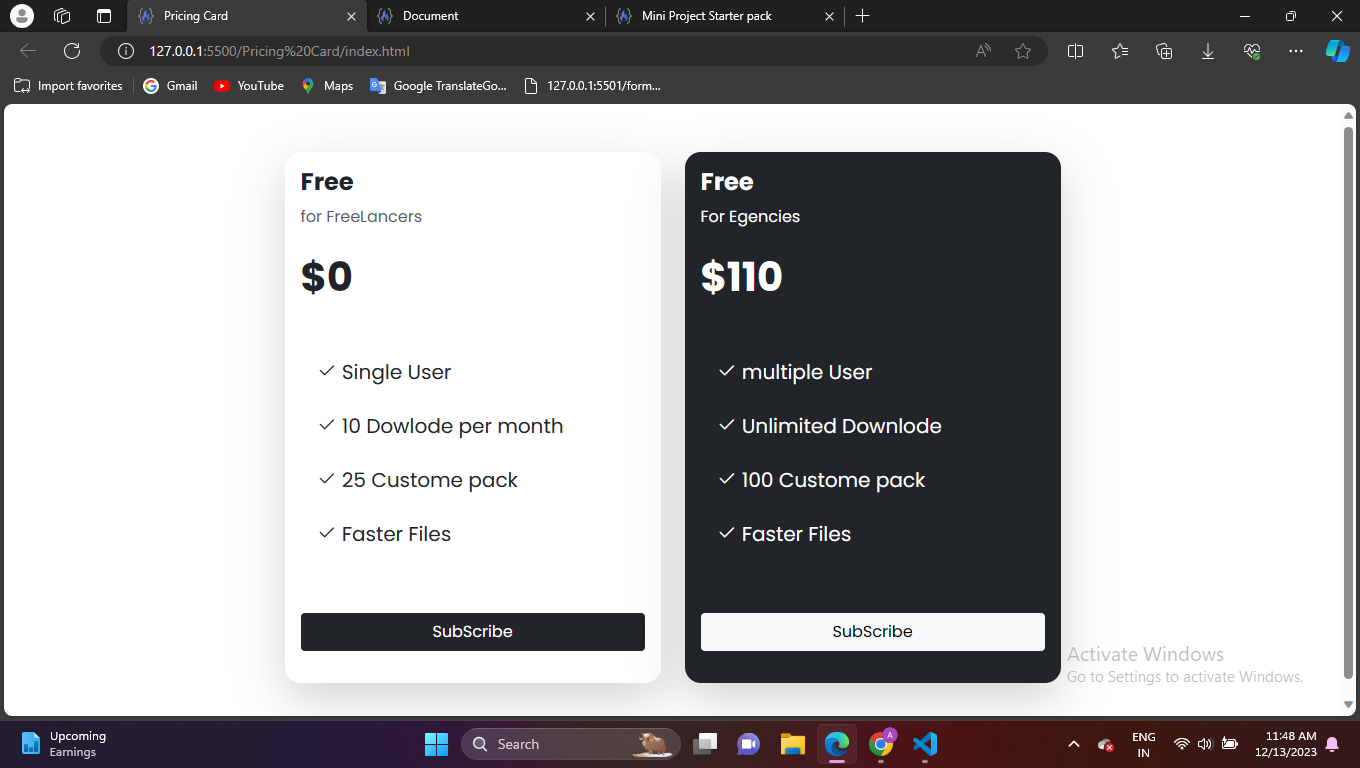 Pricing Card
Document
Mini Project Starter pack
127.0.0.1:5500/Pricing%20Card/index.html
Import favorites
Gmail
YouTube
Maps
Google TranslateGo...
127.0.0.1:5501/form...
Free
for FreeLancers
$0
Single User
10 Dowlode per month
25 Custome pack
Faster Files
SubScribe
Free
For Egencies
$110
multiple User
Unlimited Downlode
100 Custome pack
Faster Files
SubScribe
Activate Windows
Go to Settings to activate Windows.
Upcoming
Earnings
Search
A
ENG
IN
11:48 AM
12/13/2023